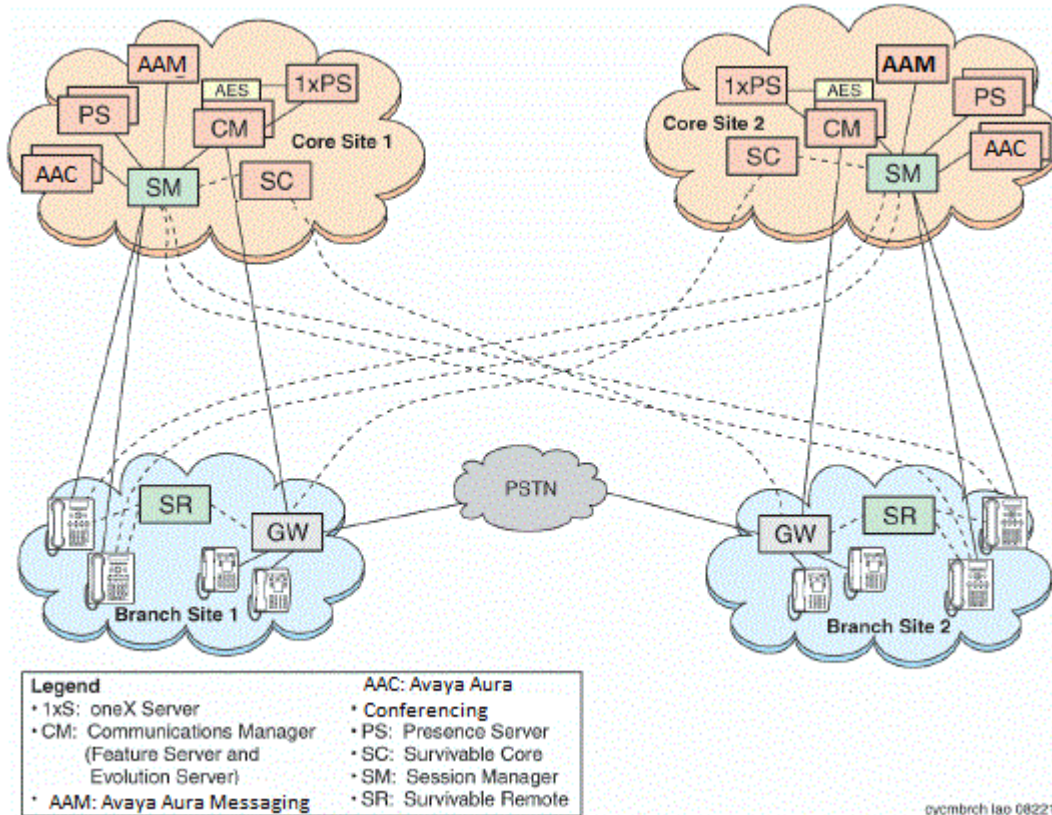 AAM
AES
1xPS
PS
CM
Core Site 1
AAC
SM
SC
AAM
1xPS
AES
PS
Core Site 2
CM
SC
AAC
SM
SR
GW
Branch Site 1
PSTN
GW
SR
Branch Site 2
Legend
• 1xS: oneX Server
• CM: Communications Manager
(Feature Server and
Evolution Server)
• AAM: Avaya Aura Messaging
AAC: Avaya Aura
• Conferencing
• PS: Presence Server
• SC: Survivable Core
• SM: Session Manager
• SR: Survivable Remote